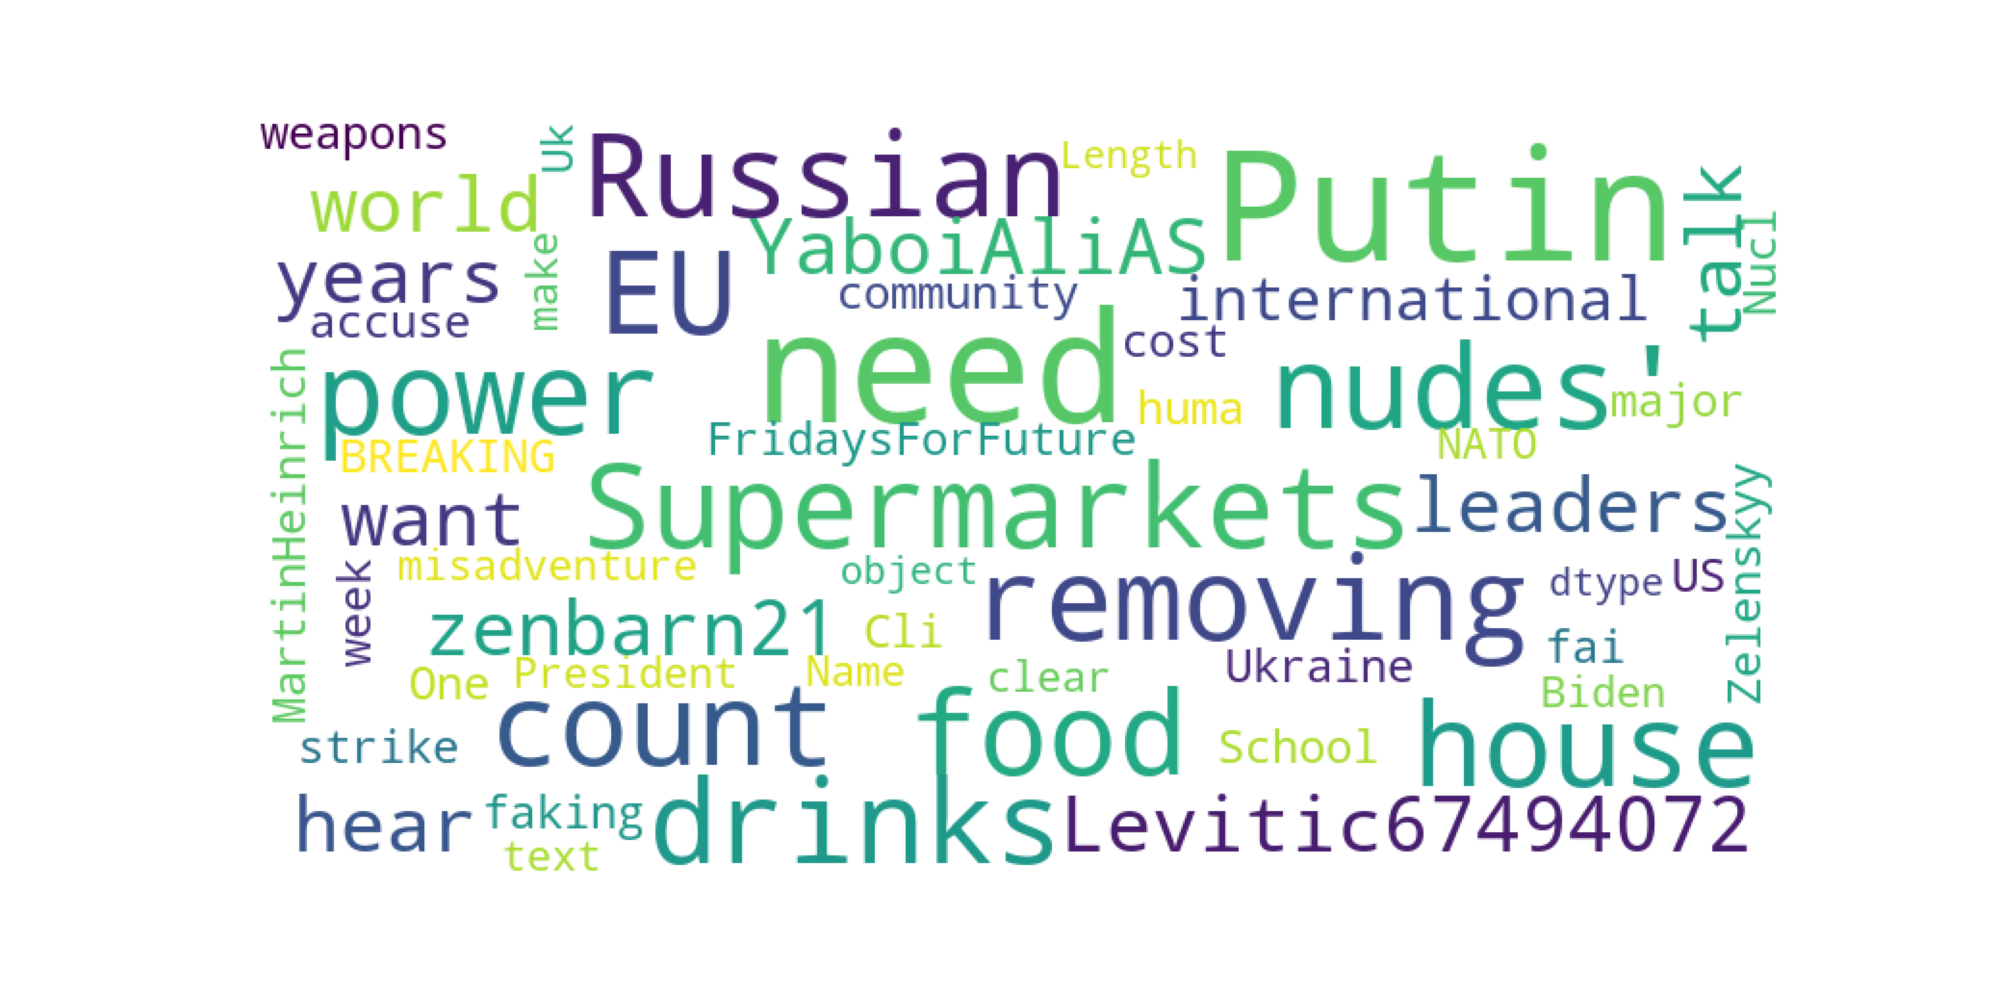 weapons
Uk
Russian
Length
Putin
talk
world
YaboiAliAS
Nucl
years
make
EU
community
international
accuse
need
cost
nudes'
MartinHeinrich
power
huma
major
BREAKING
FridaysForFuture
NATO
want
Supermarkets
leaders
Zelenskyy
week
misadventure
object
removing
dtype
US
zenbarn21
Cli
fai
One
President
Name
clear
Ukraine
Biden
strike
count
food
School
house
hear
faking
drinks
Levitic67494072
text